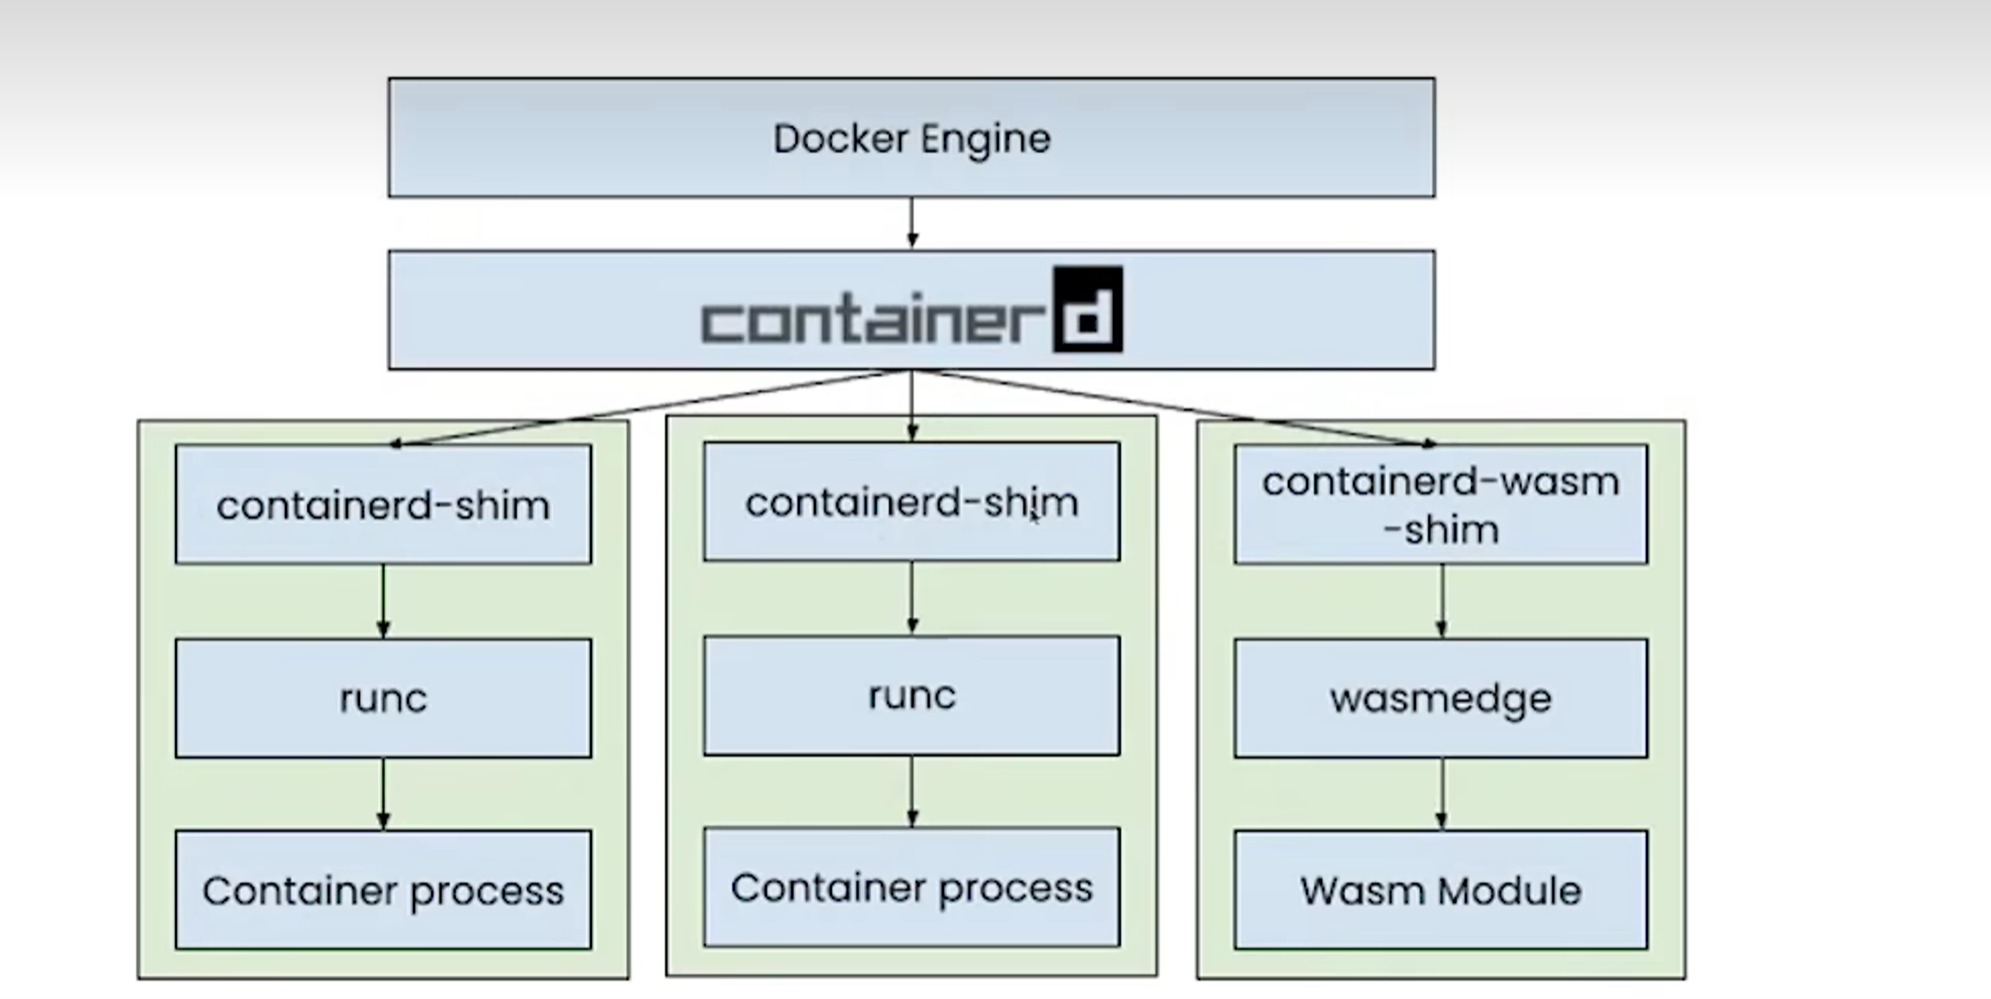 Docker Engine
containerd
containerd-shim
containerd-shim
containerd-wasm
-shim
runc
runc
wasmedge
Container process
Container process
Wasm Module